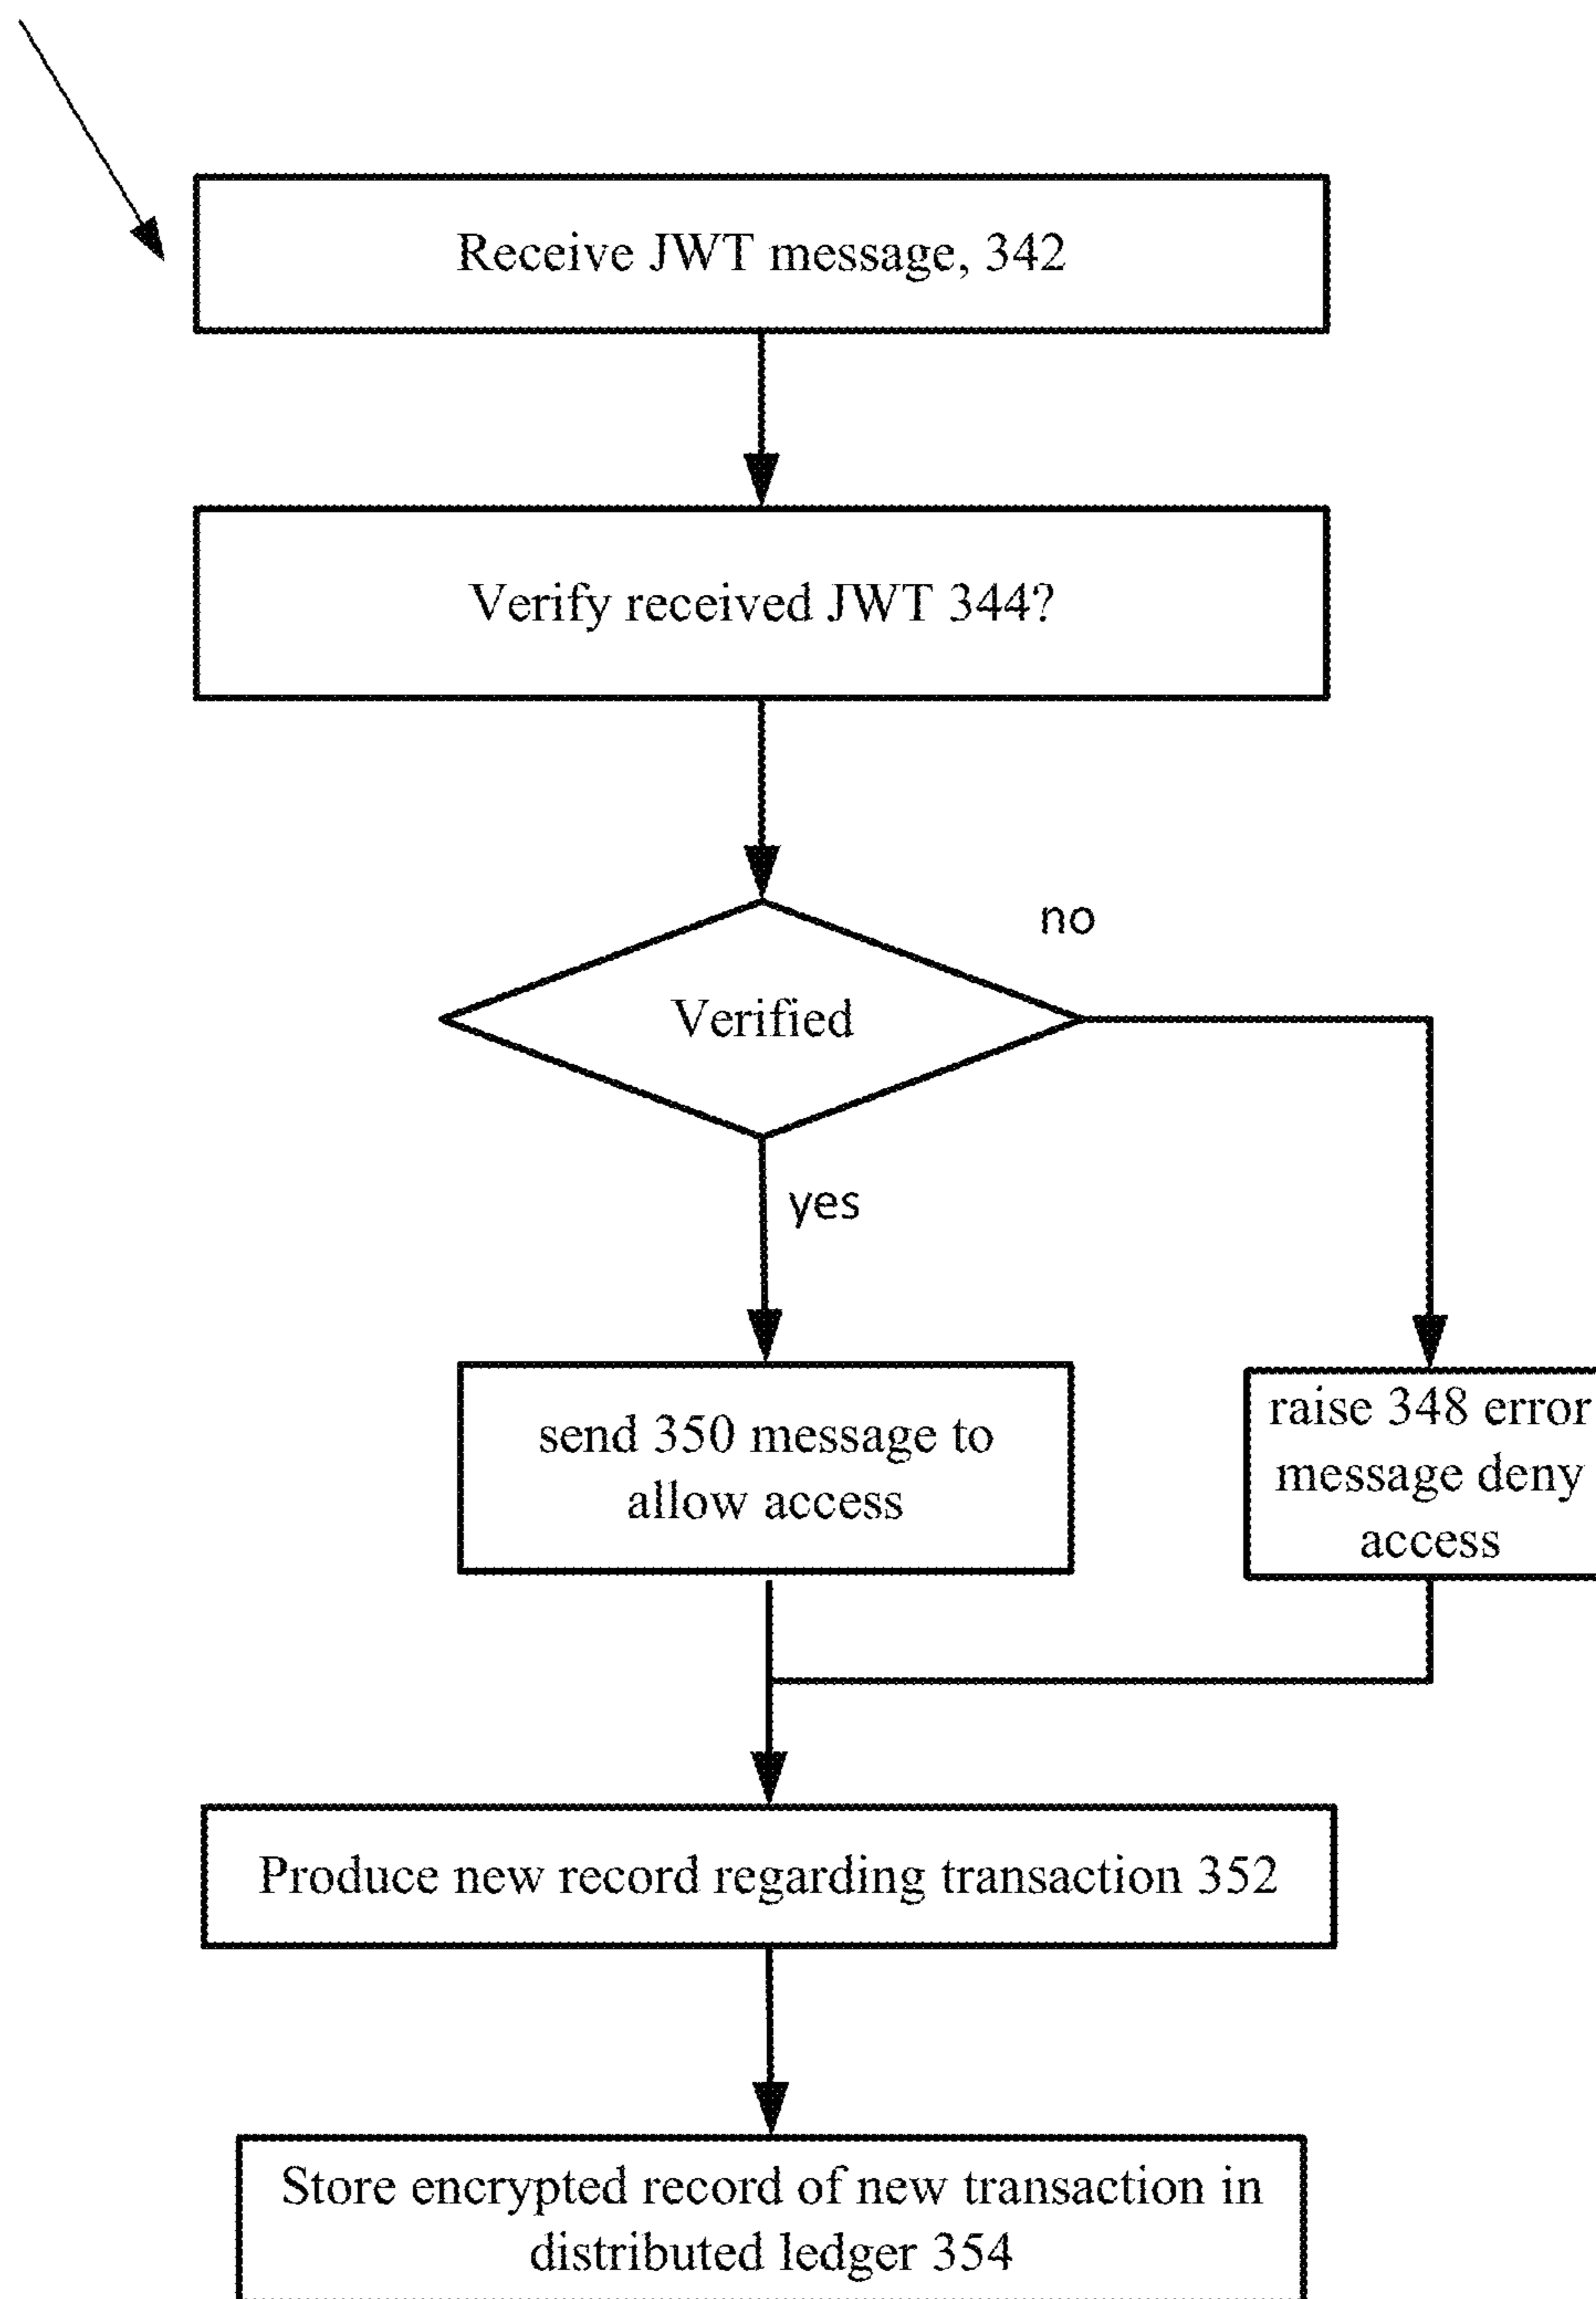 Receive JWT message, 342
Verify received JWT 344?
no
Verified
yes
send 350 message to
allow access
raise 348 error
message deny
access
Produce new record regarding transaction 352
Store encrypted record of new transaction in
distributed ledger 354